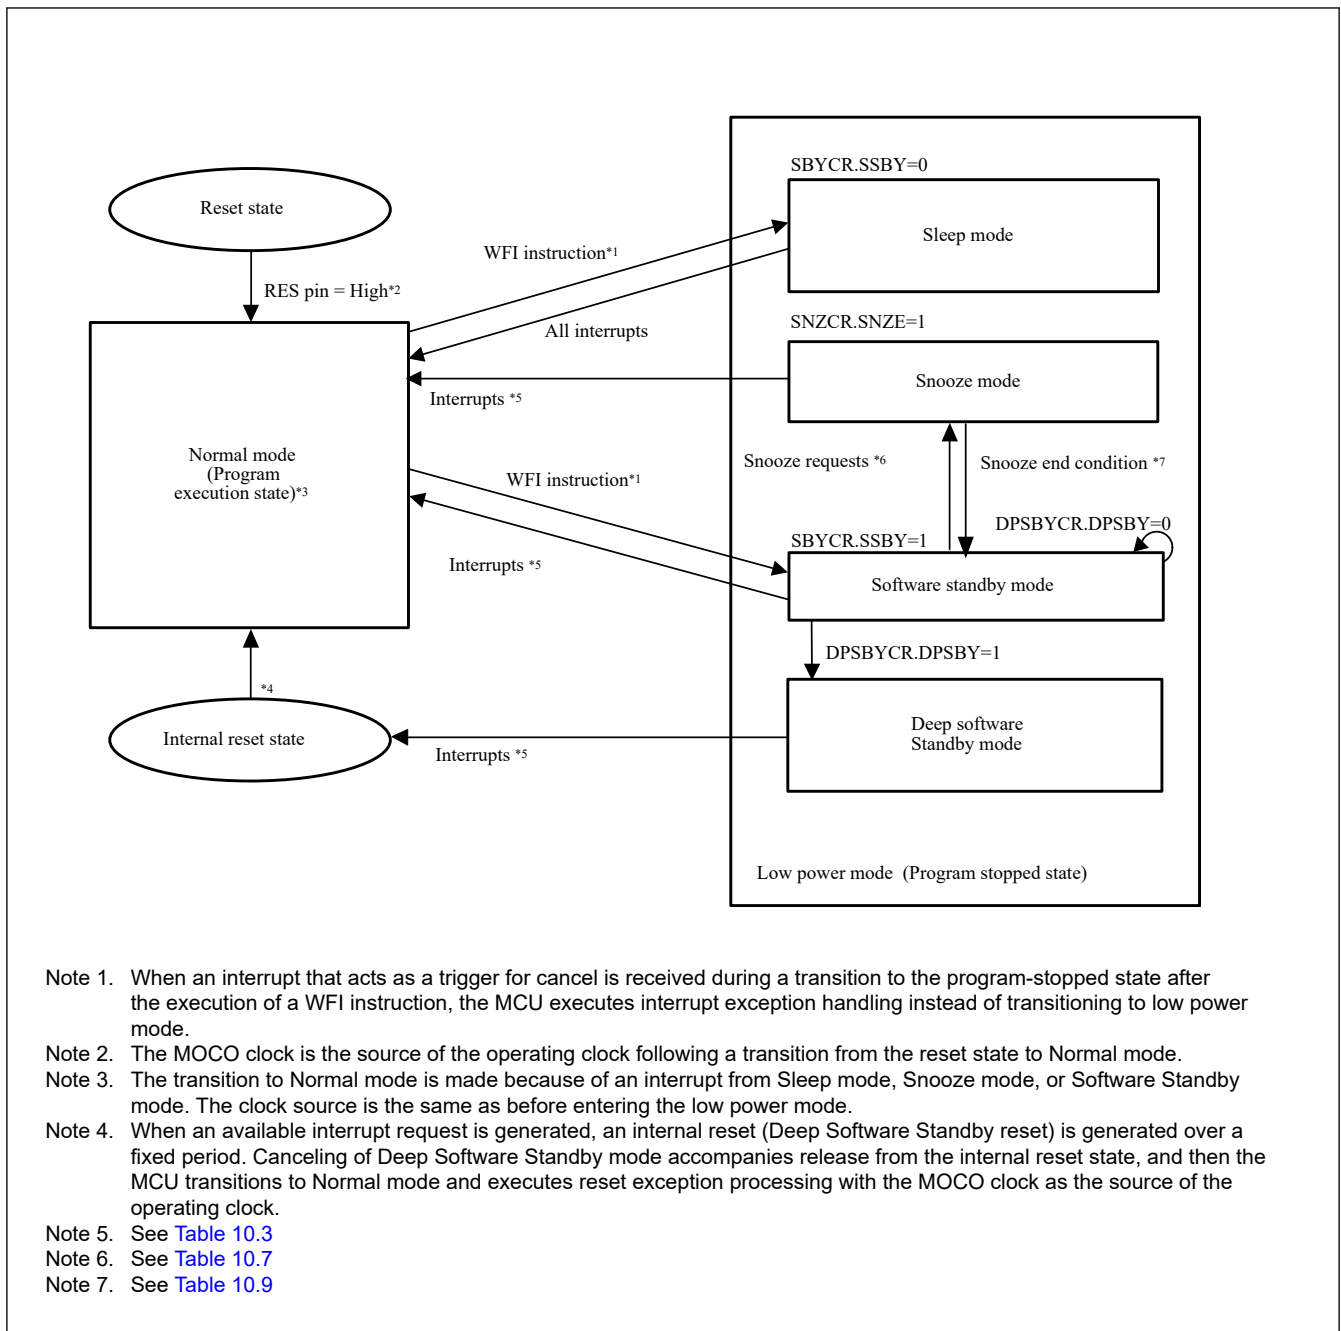 SBYCR.SSBY=0
Reset state
Sleep mode
WFI instruction*1
RES pin = High*2
All interrupts
SNZCR.SNZE=1
Snooze mode
Interrupts *5
Normal mode
(Program
execution state)*3
Snooze requests *6
Snooze end condition *7
WFI instruction*1
DPSBYCR.DPSBY=0
SBYCR.SSBY=1
Interrupts *5
Software standby mode
DPSBYCR.DPSBY=1
*4
Internal reset state
Deep software
Standby mode
Interrupts *5
Low power mode (Program stopped state)
Note 1. When an interrupt that acts as a trigger for cancel is received during a transition to the program-stopped state after
the execution of a WFI instruction, the MCU executes interrupt exception handling instead of transitioning to low power
mode.
Note 2. The MOCO clock is the source of the operating clock following a transition from the reset state to Normal mode.
Note 3. The transition to Normal mode is made because of an interrupt from Sleep mode, Snooze mode, or Software Standby
mode. The clock source is the same as before entering the low power mode.
Note 4. When an available interrupt request is generated, an internal reset (Deep Software Standby reset) is generated over a
fixed period. Canceling of Deep Software Standby mode accompanies release from the internal reset state, and then the
MCU transitions to Normal mode and executes reset exception processing with the MOCO clock as the source of the
operating clock.
Note 5. See Table 10.3
Note 6. See Table 10.7
Note 7. See Table 10.9